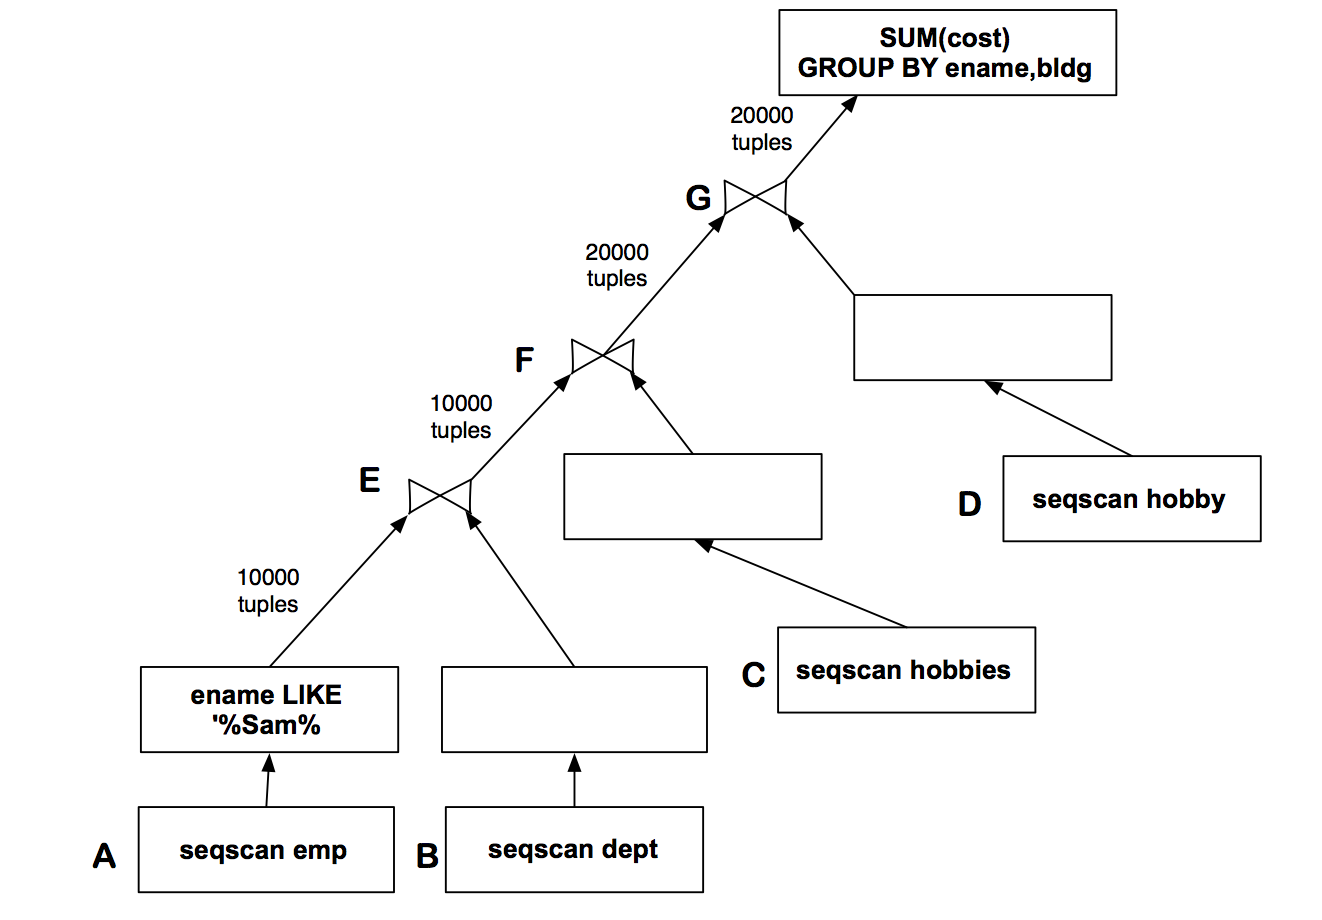 SUM(cost)
GROUP BY ename,bldg
20000
tuples
G
20000
tuples
F
10000
tuples
D
seqscan hobby
E
10000
tuples
C
seqscan hobbies
ename LIKE
'%Sam%
A
seqscan emp
B
seqscan dept